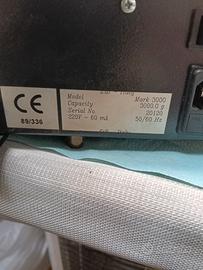 CE
89/336
Model Mark 3000
Capacity 3000.0 g
Serial No 20120
220V - 60 mA 50/60 Hz